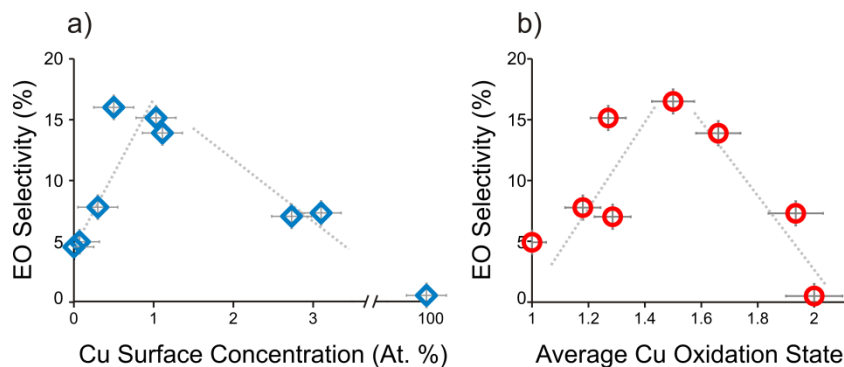 a)
EO Selectivity (%)
20
15
10
5
0
0 1 2 3 100
Cu Surface Concentration (At. %)
b)
EO Selectivity (%)
20
15
10
5
0
1 1.2 1.4 1.6 1.8 2
Average Cu Oxidation State